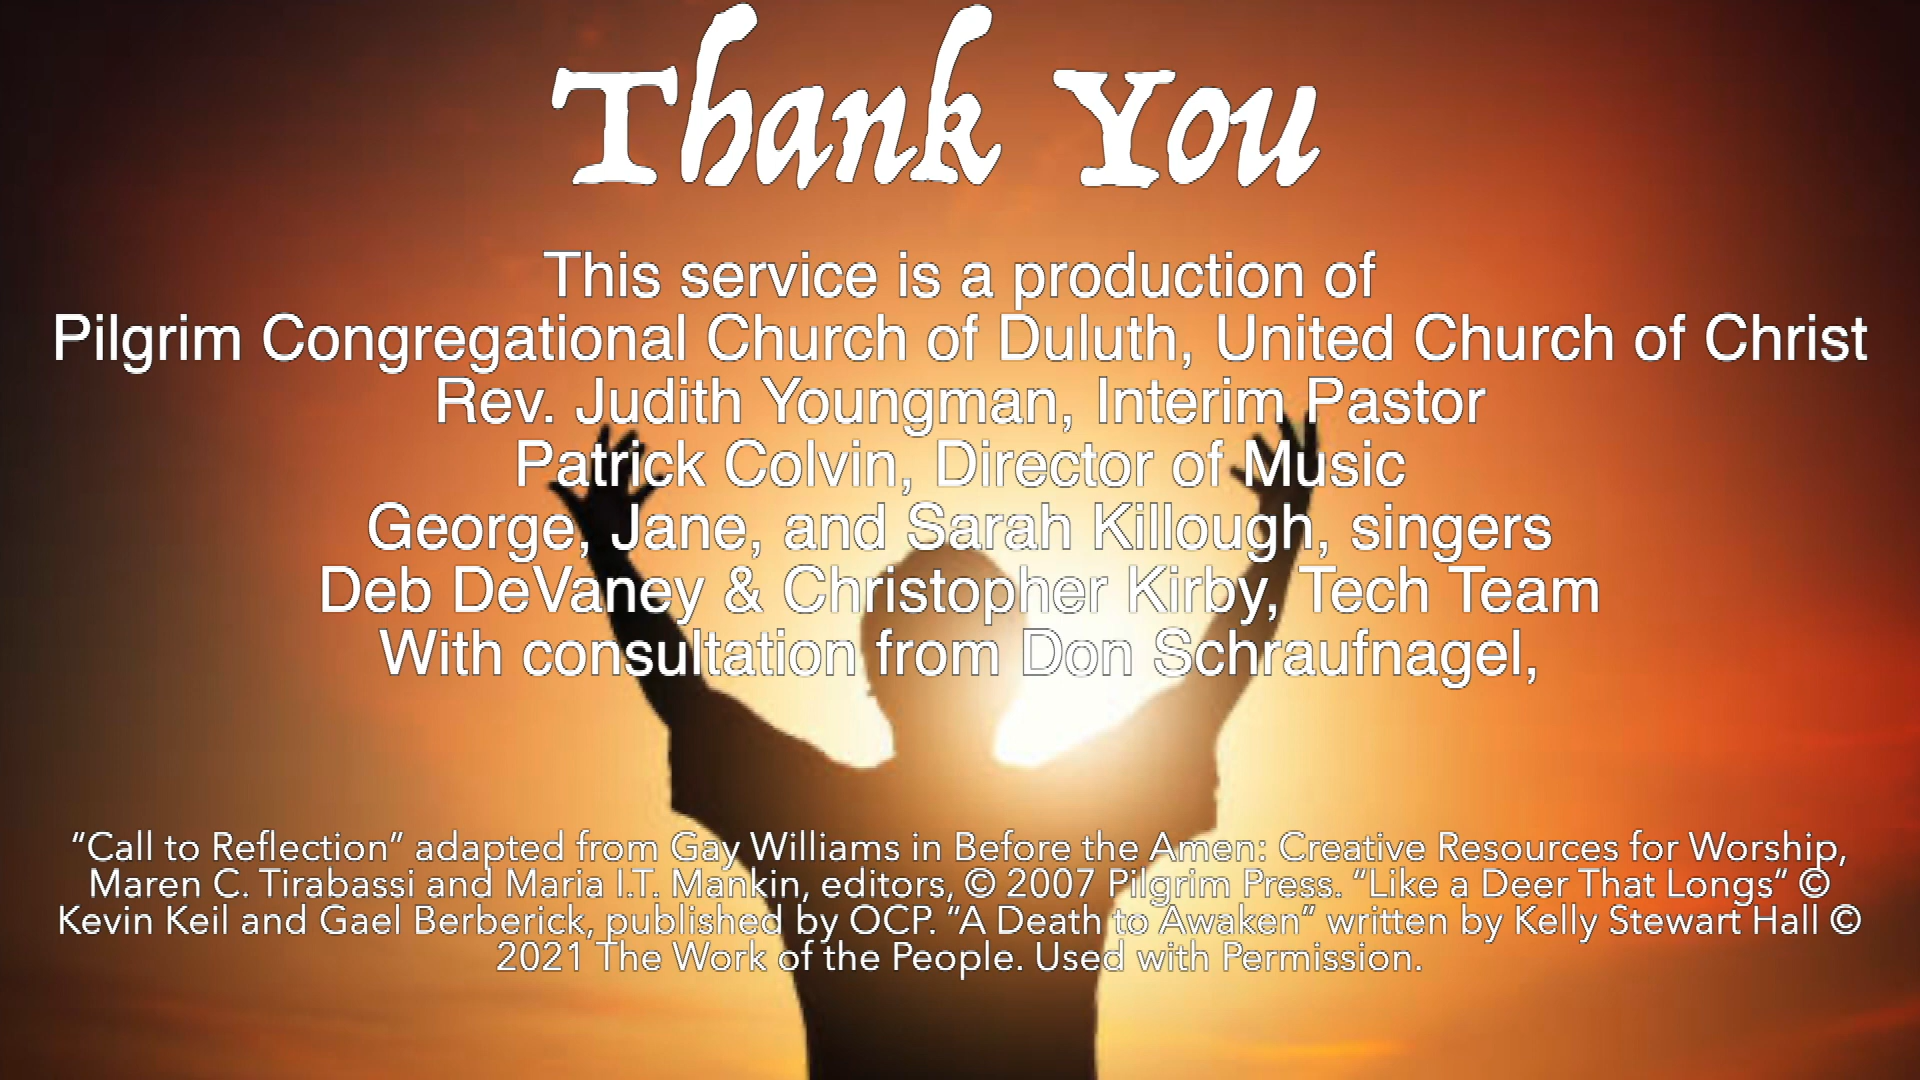 Thank You
This service is a production of
Pilgrim Congregational Church of Duluth, United Church of Christ
Rev. Judith Youngman, Interim Pastor
Patrick Colvin, Director of Music
George, Jane, and Sarah Killough, singers
Deb DeVaney & Christopher Kirby, Tech Team
With consultation from Don Schraufnagel,
“Call to Reflection” adapted from Gay Williams in Before the Amen: Creative Resources for Worship,
Maren C. Tirabassi and Maria I.T. Mankin, editors, © 2007 Pilgrim Press. “Like a Deer That Longs“ ©
Kevin Keil and Gael Berberick, published by OCP. “A Death to Awaken” written by Kelly Stewart Hall ©
2021 The Work of the People. Used with Permission.